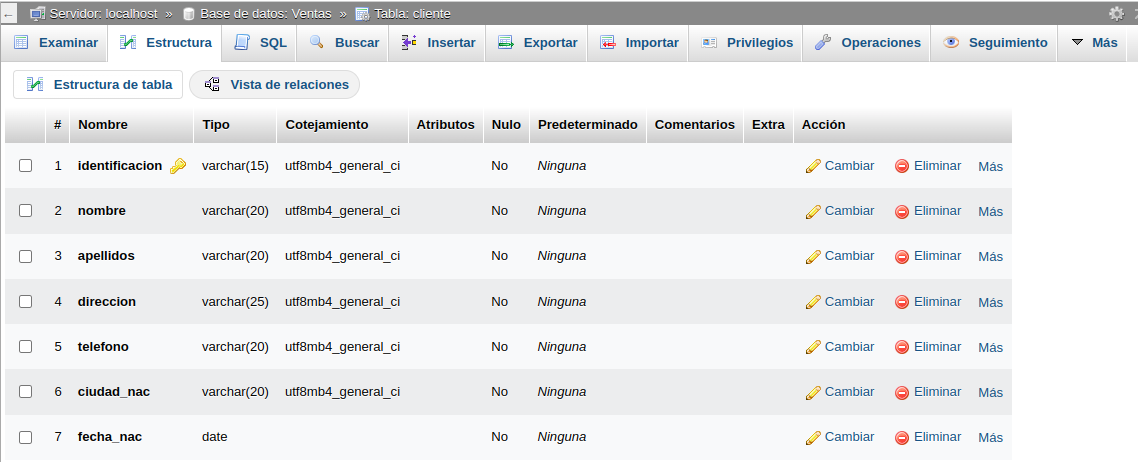 ← Servidor: localhost » Base de datos: Ventas » Tabla: cliente
Examinar Estructura SQL Buscar Insertar Exportar Importar Privilegios Operaciones Seguimiento Más
Estructura de tabla Vista de relaciones
# Nombre Tipo Cotejamiento Atributos Nulo Predeterminado Comentarios Extra Acción
1 identificacion varchar(15) utf8mb4_general_ci No Ninguna Cambiar Eliminar Más
2 nombre varchar(20) utf8mb4_general_ci No Ninguna Cambiar Eliminar Más
3 apellidos varchar(20) utf8mb4_general_ci No Ninguna Cambiar Eliminar Más
4 direccion varchar(25) utf8mb4_general_ci No Ninguna Cambiar Eliminar Más
5 telefono varchar(20) utf8mb4_general_ci No Ninguna Cambiar Eliminar Más
6 ciudad_nac varchar(20) utf8mb4_general_ci No Ninguna Cambiar Eliminar Más
7 fecha_nac date No Ninguna Cambiar Eliminar Más